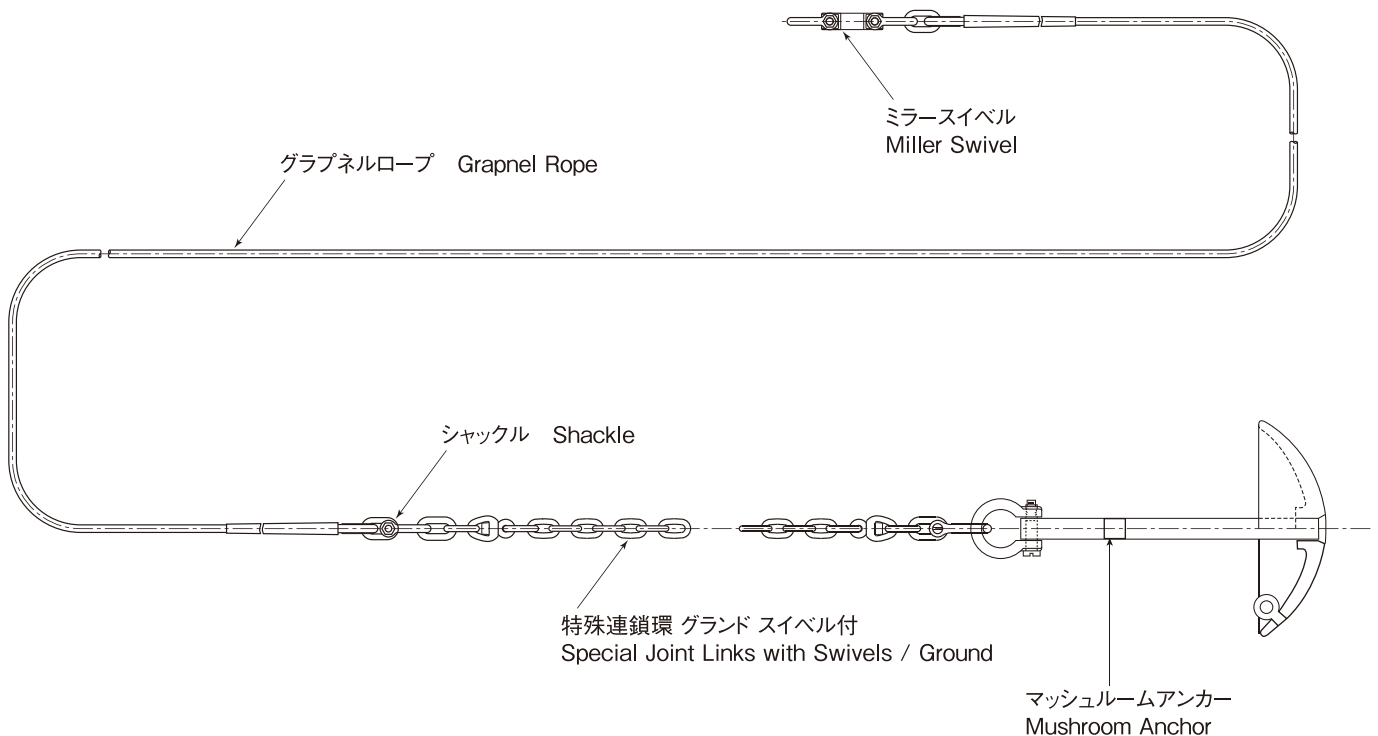 ミラースイベル
Miller Swivel
グラプネルロープ Grapnel Rope
シャックル Shackle
特殊連鎖環 グランド スイベル付
Special Joint Links with Swivels / Ground
マッシュルームアンカー
Mushroom Anchor